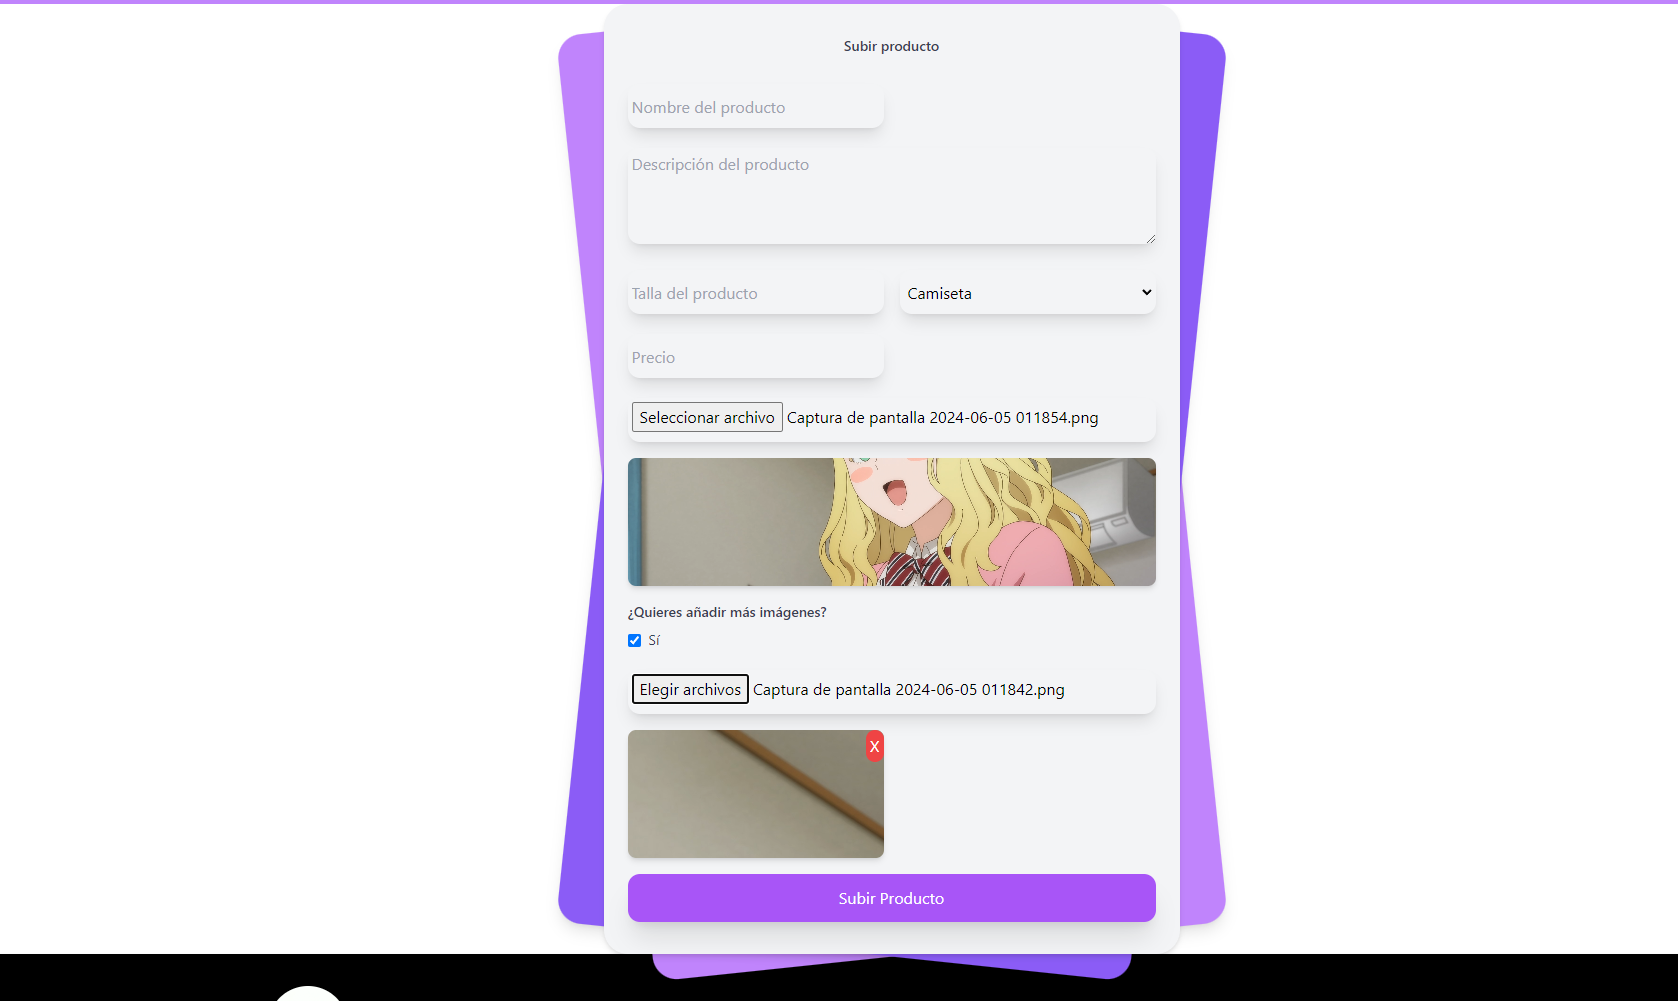 Subir producto
Nombre del producto
Descripción del producto
Talla del producto
Camiseta
Precio
Seleccionar archivo Captura de pantalla 2024-06-05 011854.png
¿Quieres añadir más imágenes?
Sí
Elegir archivos Captura de pantalla 2024-06-05 011842.png
X
Subir Producto